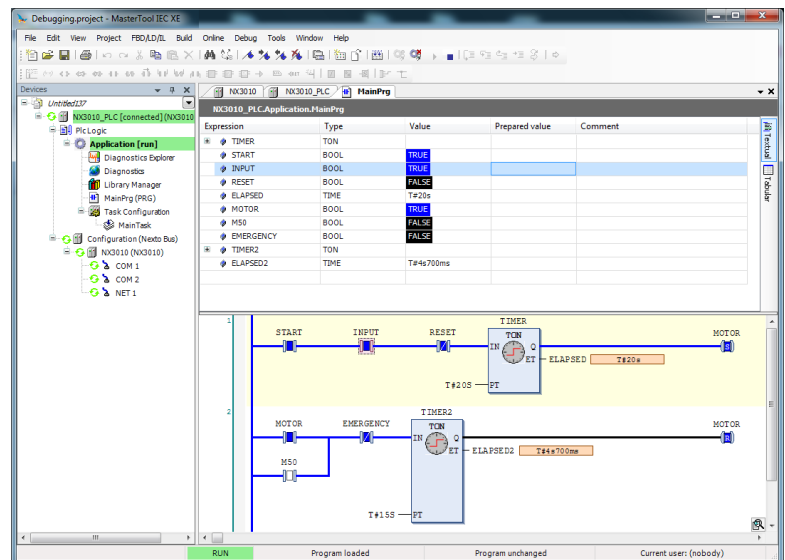 Debugging.project - MasterTool IEC XE
File Edit View Project FBD/LD/IL Build Online Debug Tools Window Help
Devices
Untitled137
NX3010_PLC [connected] (NX3010
Plc Logic
Application [run]
Diagnostics Explorer
Diagnostics
Library Manager
MainPrg (PRG)
Task Configuration
MainTask
Configuration (Nexto Bus)
NX3010 (NX3010)
COM 1
COM 2
NET 1
NX3010 NX3010_PLC MainPrg
NX3010_PLC.Application.MainPrg
Expression Type Value Prepared value Comment
TIMER TON
START BOOL TRUE
INPUT BOOL TRUE
RESET BOOL FALSE
ELAPSED TIME T#20s
MOTOR BOOL TRUE
M50 BOOL FALSE
EMERGENCY BOOL FALSE
TIMER2 TON
ELAPSED2 TIME T#4s700ms
Textual
Tabular
1
TIMER
START INPUT RESET TON MOTOR
IN Q S
ET ELAPSED T#20s
T#20S PT
2
TIMER2
MOTOR EMERGENCY TON MOTOR
IN Q R
ET ELAPSED2 T#4s700ms
M50
T#15S PT
RUN Program loaded Program unchanged Current user: (nobody)